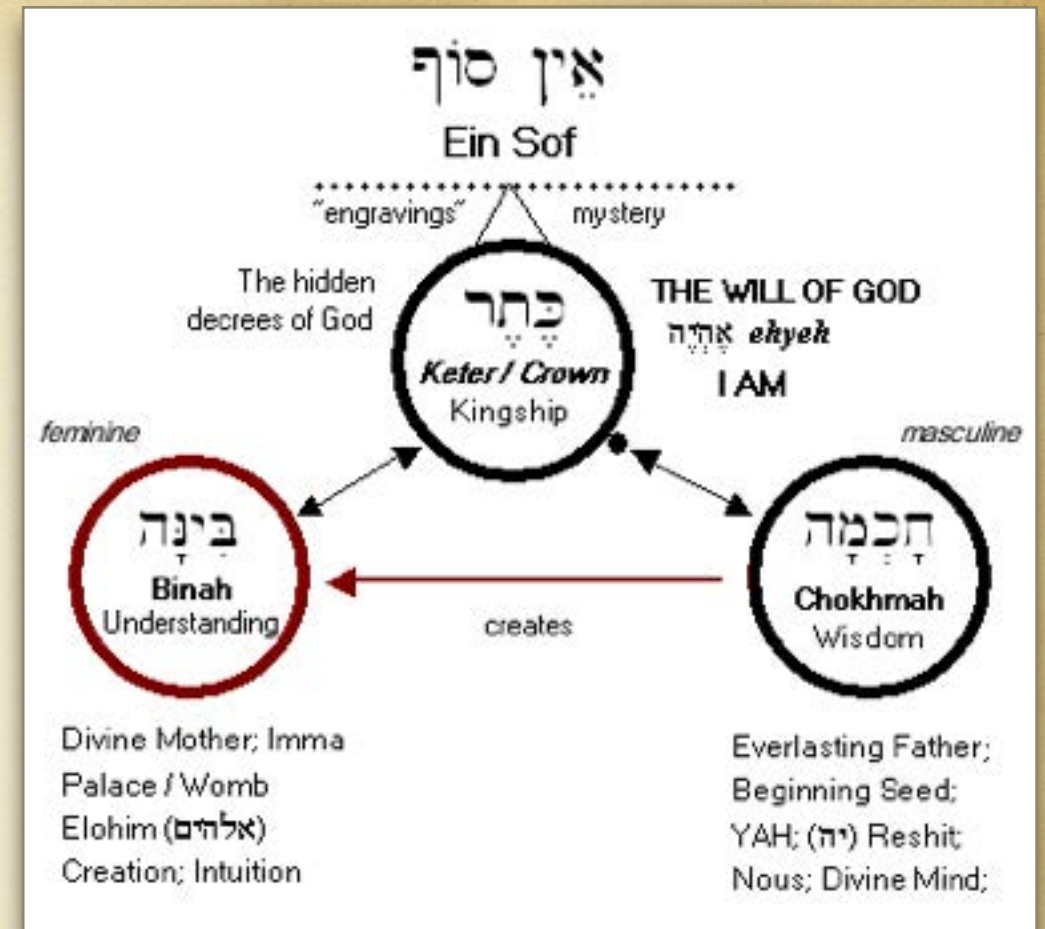 אֵין סוֹף
Ein Sof
"engravings" mystery
The hidden
decrees of God
כֶּתֶר
Keter / Crown
Kingship
THE WILL OF GOD
אֶהְיֶה ehyeh
I AM
feminine
masculine
בִּינָּה
Binah
Understanding
creates
חָכְמָה
Chokhmah
Wisdom
Divine Mother; Imma
Palace / Womb
Elohim (אלהים)
Creation; Intuition
Everlasting Father;
Beginning Seed;
YAH; (יה) Reshit;
Nous; Divine Mind;